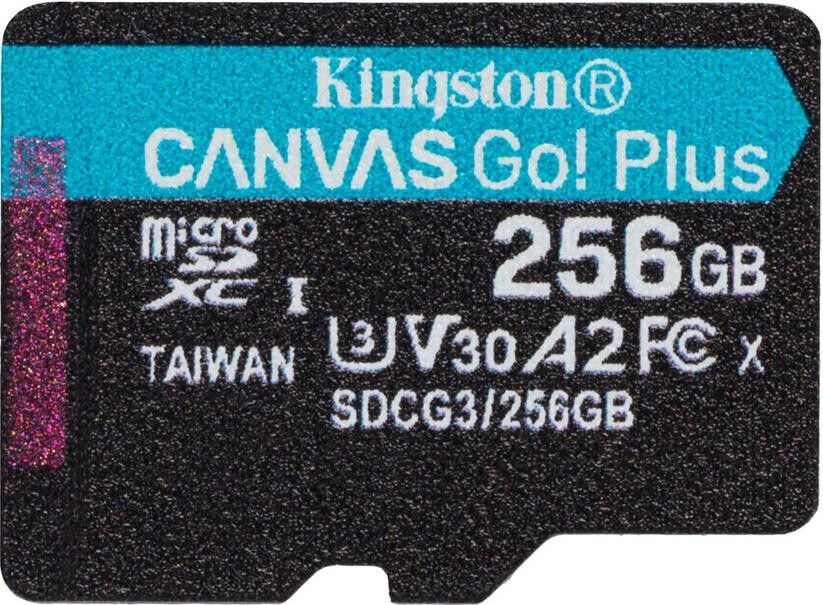 Kingston®
CANVAS Go! Plus
micro
SD
XC I
256GB
TAIWAN
U3 V30 A2 FC X
SDCG3/256GB